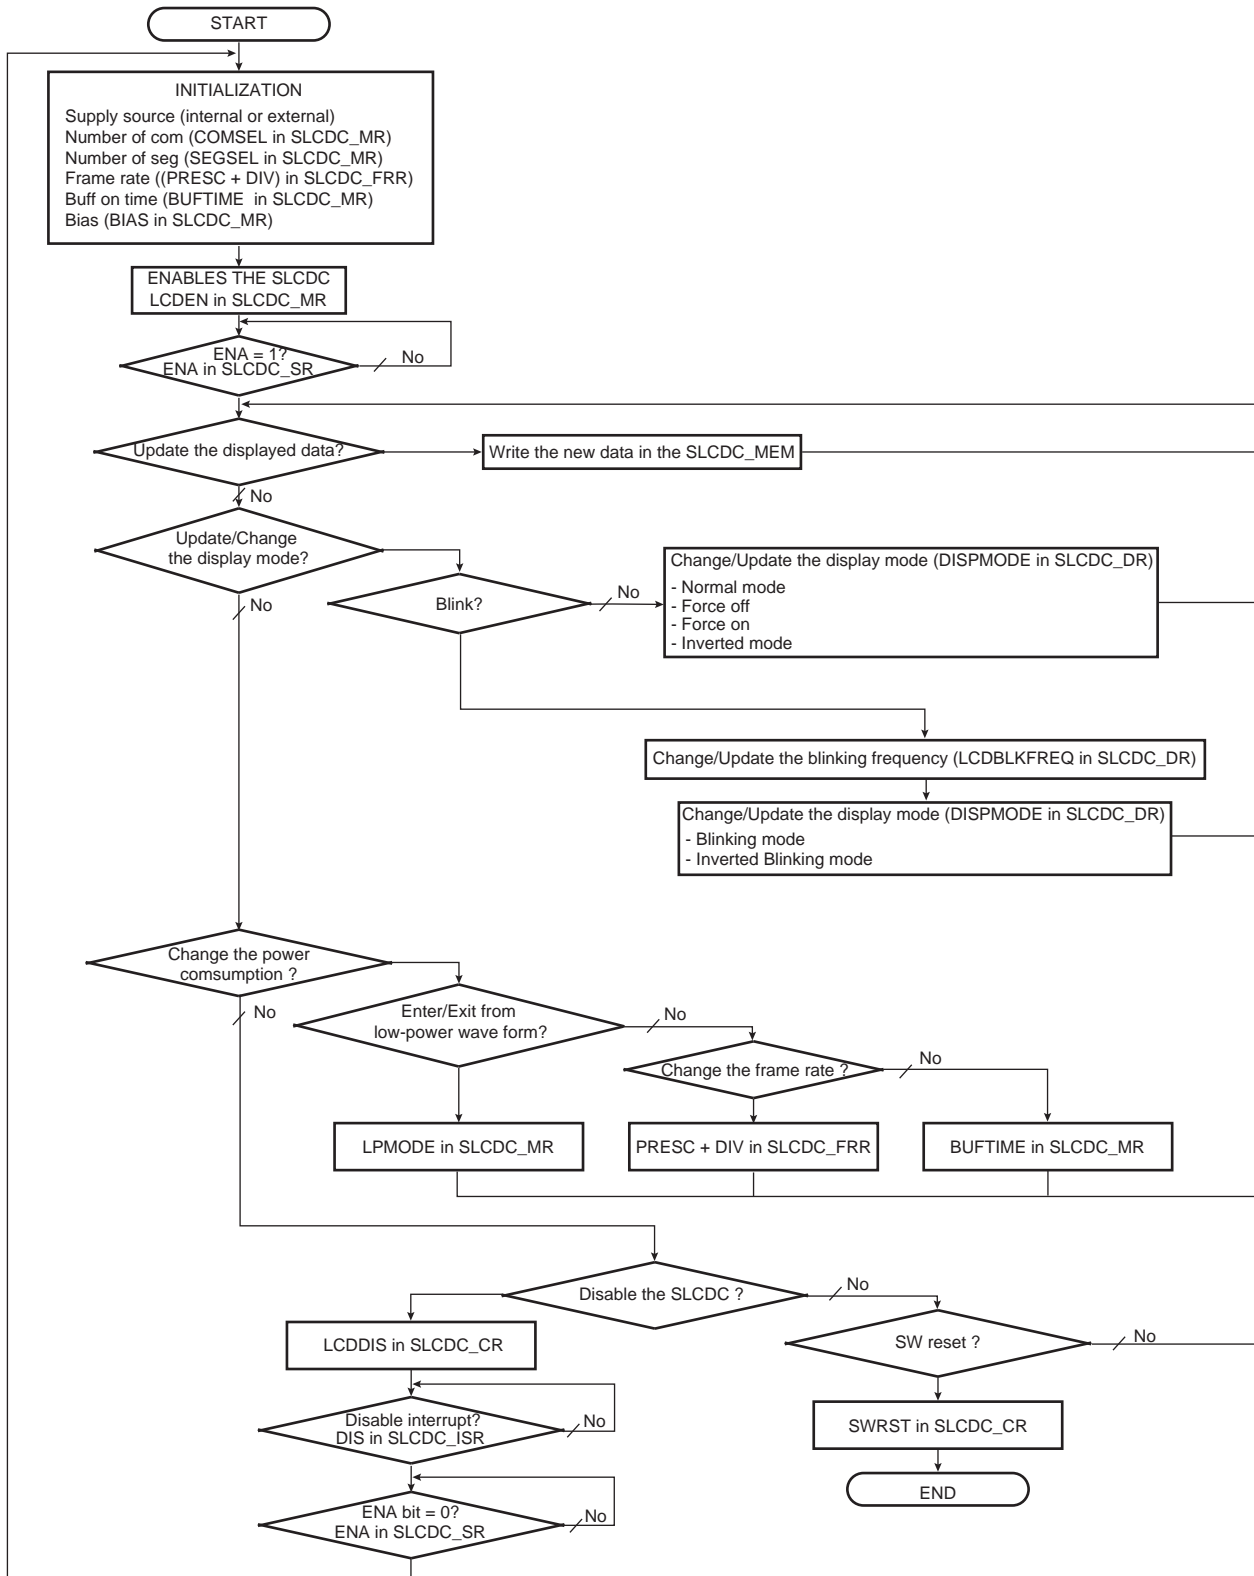 START
INITIALIZATION
Supply source (internal or external)
Number of com (COMSEL in SLCDC_MR)
Number of seg (SEGSEL in SLCDC_MR)
Frame rate ((PRESC + DIV) in SLCDC_FRR)
Buff on time (BUFTIME in SLCDC_MR)
Bias (BIAS in SLCDC_MR)
ENABLES THE SLCDC
LCDEN in SLCDC_MR
ENA = 1?
ENA in SLCDC_SR
No
Update the displayed data?
Write the new data in the SLCDC_MEM
No
Update/Change
the display mode?
No
Blink?
No
Change/Update the display mode (DISPMODE in SLCDC_DR)
- Normal mode
- Force off
- Force on
- Inverted mode
Change/Update the blinking frequency (LCDBLKFREQ in SLCDC_DR)
Change/Update the display mode (DISPMODE in SLCDC_DR)
- Blinking mode
- Inverted Blinking mode
Change the power
comsumption ?
No
Enter/Exit from
low-power wave form?
No
Change the frame rate ?
No
LPMODE in SLCDC_MR
PRESC + DIV in SLCDC_FRR
BUFTIME in SLCDC_MR
Disable the SLCDC ?
No
LCDDIS in SLCDC_CR
SW reset ?
No
Disable interrupt?
DIS in SLCDC_ISR
No
SWRST in SLCDC_CR
END
ENA bit = 0?
ENA in SLCDC_SR
No